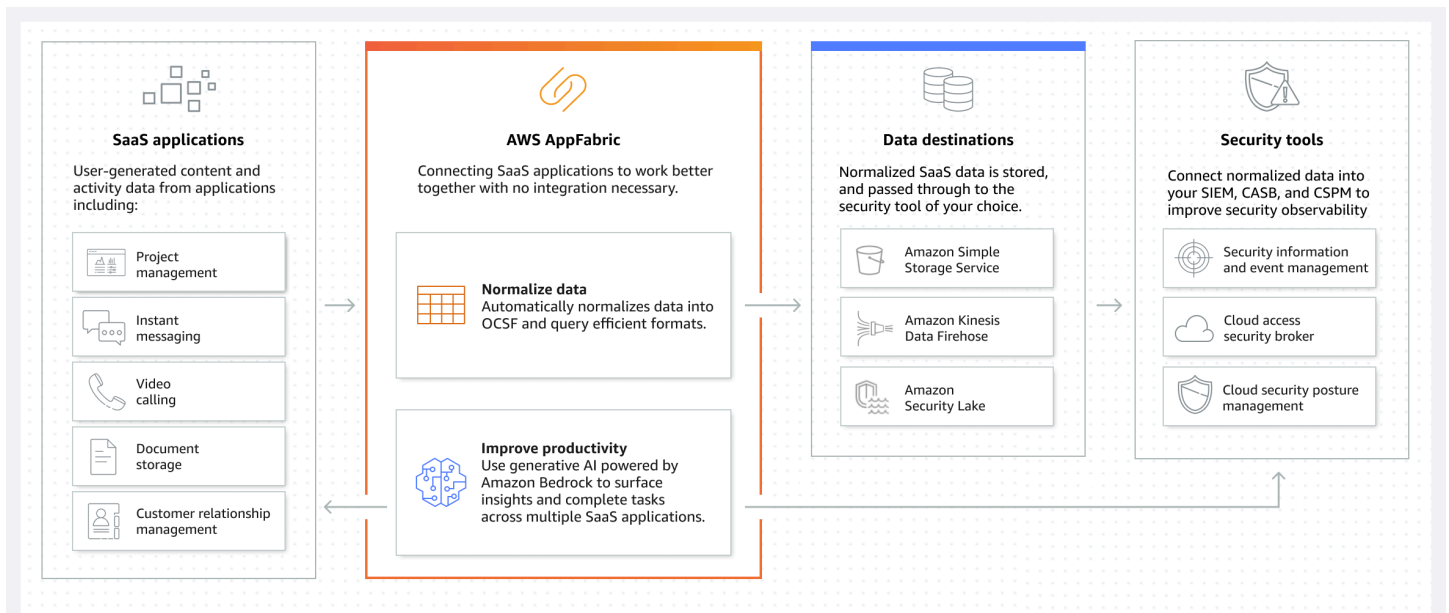 SaaS applications
User-generated content and
activity data from applications
including:
Project
management
Instant
messaging
Video
calling
Document
storage
Customer relationship
management
AWS AppFabric
Connecting SaaS applications to work better
together with no integration necessary.
Normalize data
Automatically normalizes data into
OCSF and query efficient formats.
Improve productivity
Use generative AI powered by
Amazon Bedrock to surface
insights and complete tasks
across multiple SaaS applications.
Data destinations
Normalized SaaS data is stored,
and passed through to the
security tool of your choice.
Amazon Simple
Storage Service
Amazon Kinesis
Data Firehose
Amazon
Security Lake
Security tools
Connect normalized data into
your SIEM, CASB, and CSPM to
improve security observability
Security information
and event management
Cloud access
security broker
Cloud security posture
management